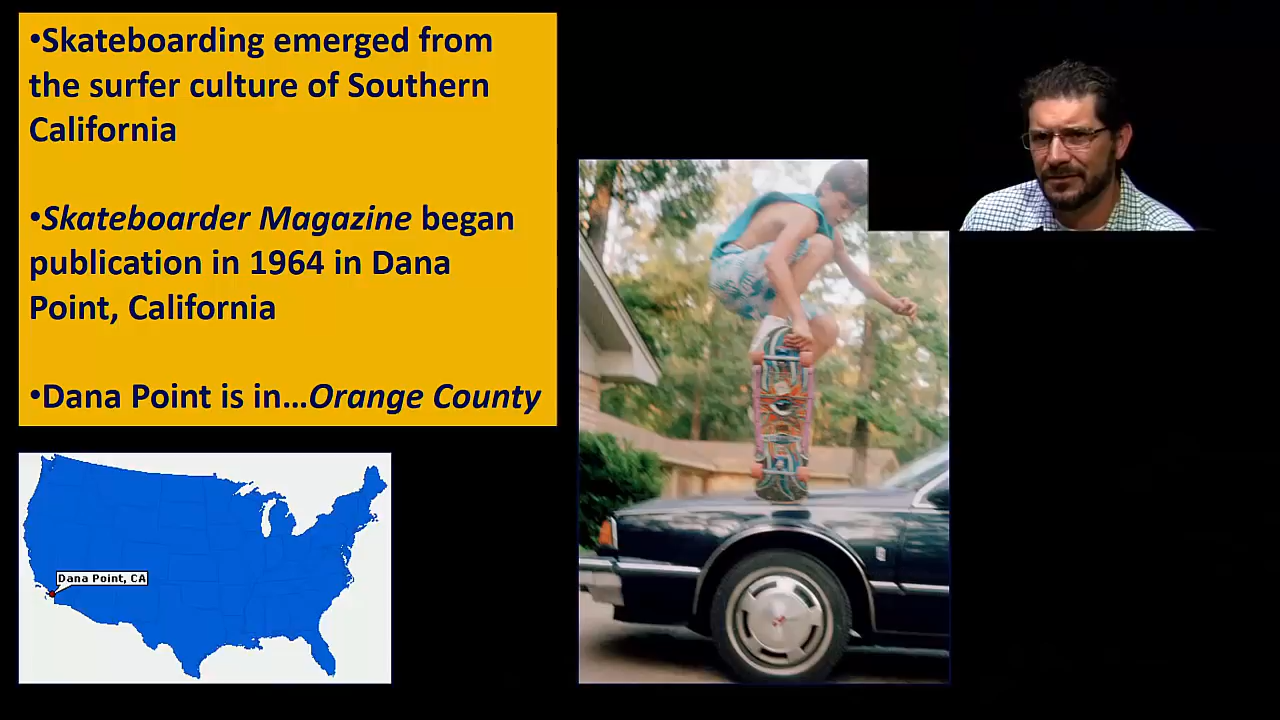 •Skateboarding emerged from
the surfer culture of Southern
California
•Skateboarder Magazine began
publication in 1964 in Dana
Point, California
•Dana Point is in…Orange County
Dana Point, CA